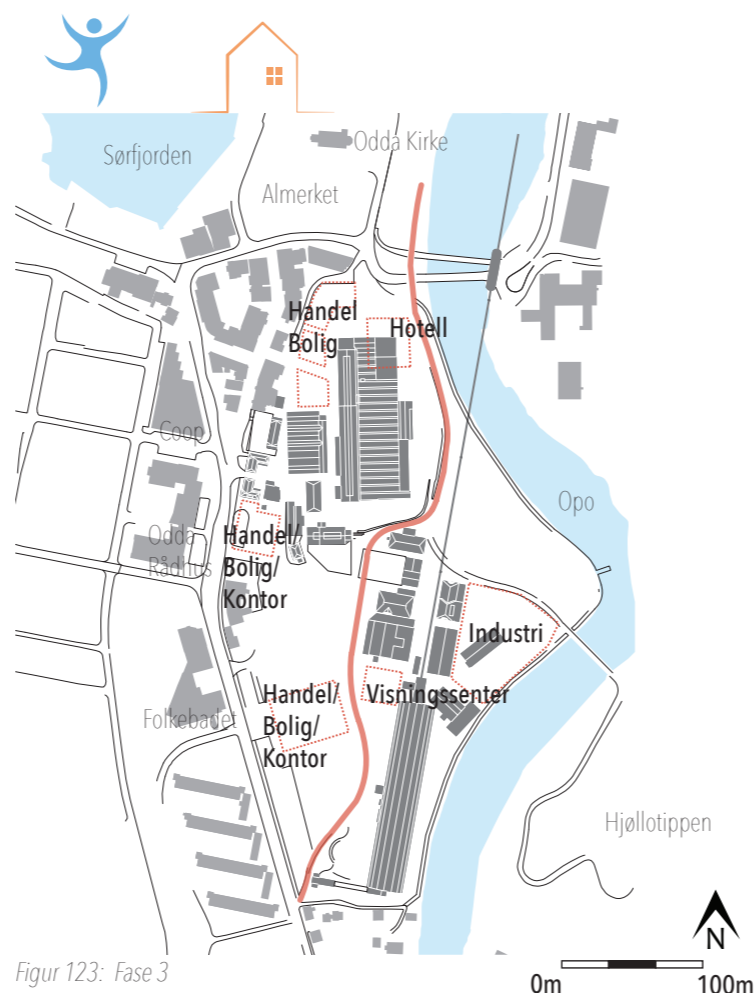 Sørfjorden
Odda Kirke
Almerket
Handel
Bolig
Hotell
Coop
Opo
Odda
Rådhus
Handel/
Bolig/
Kontor
Industri
Handel/
Bolig/
Kontor
Visningssenter
Folkebadet
Hjøllotippen
N
Figur 123: Fase 3
0m
100m